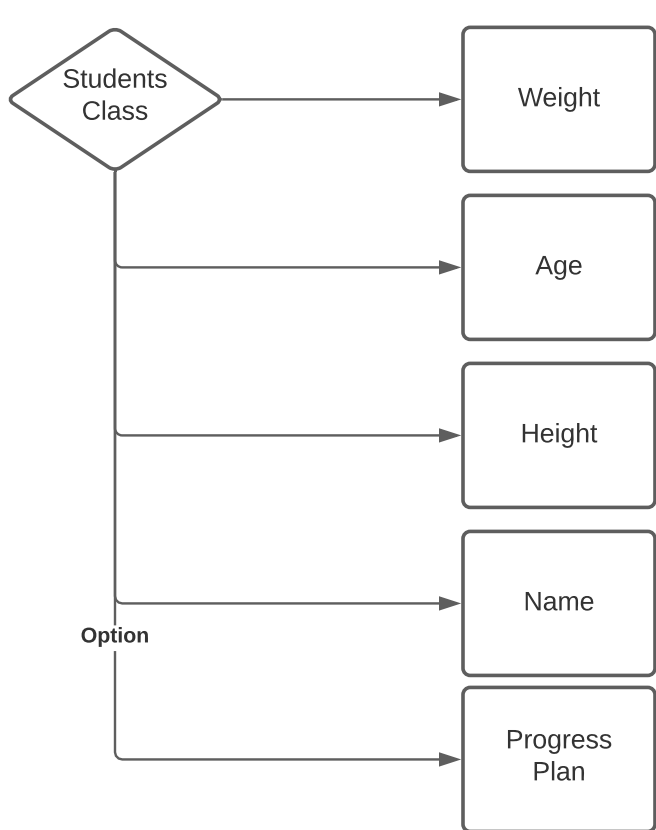 Students
Class
Weight
Age
Height
Name
Option
Progress
Plan